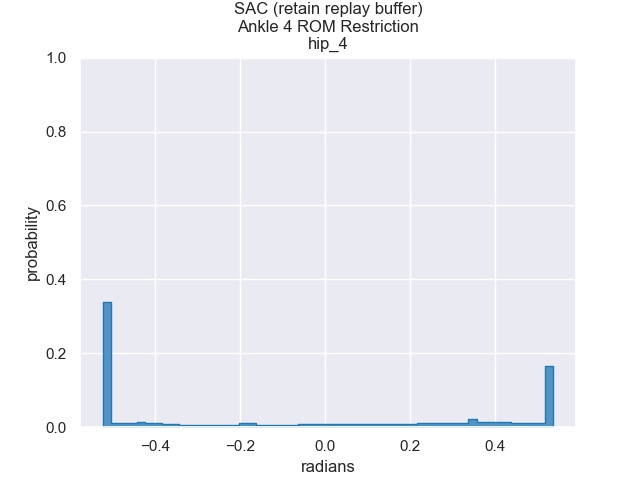 SAC (retain replay buffer)
Ankle 4 ROM Restriction
hip_4
1.0
0.8
0.6
0.4
0.2
0.0
probability
−0.4
−0.2
0.0
0.2
0.4
radians